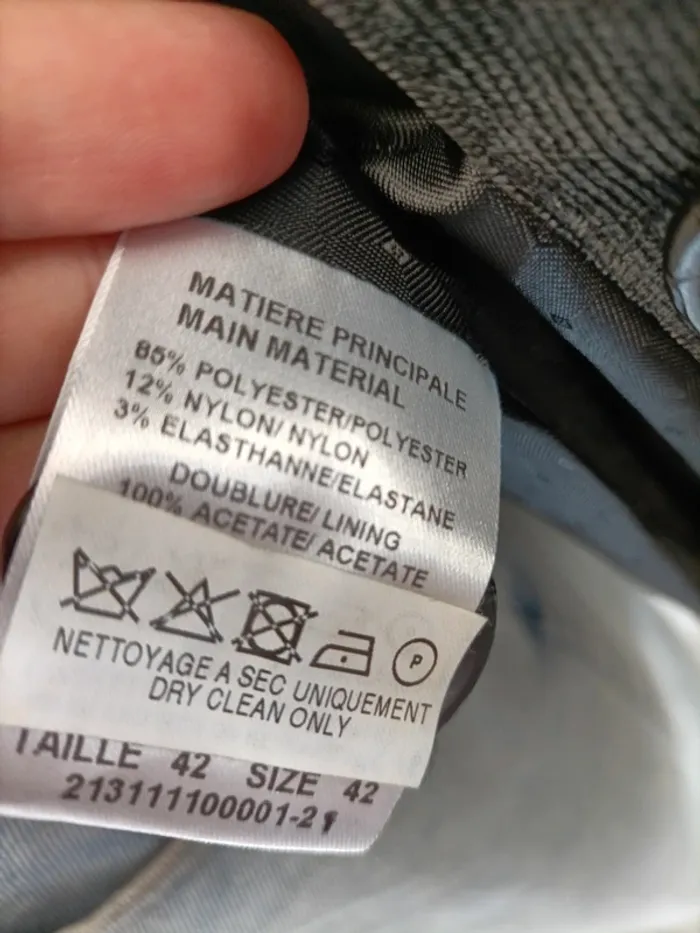 MATIERE PRINCIPALE
MAIN MATERIAL
85% POLYESTER/POLYESTER
12% NYLON/ NYLON
3% ELASTHANNE/ELASTANE
DOUBLURE/ LINING
100% ACETATE/ ACETATE
P
NETTOYAGE A SEC UNIQUEMENT
DRY CLEAN ONLY
TAILLE 42 SIZE 42
213111100001-21